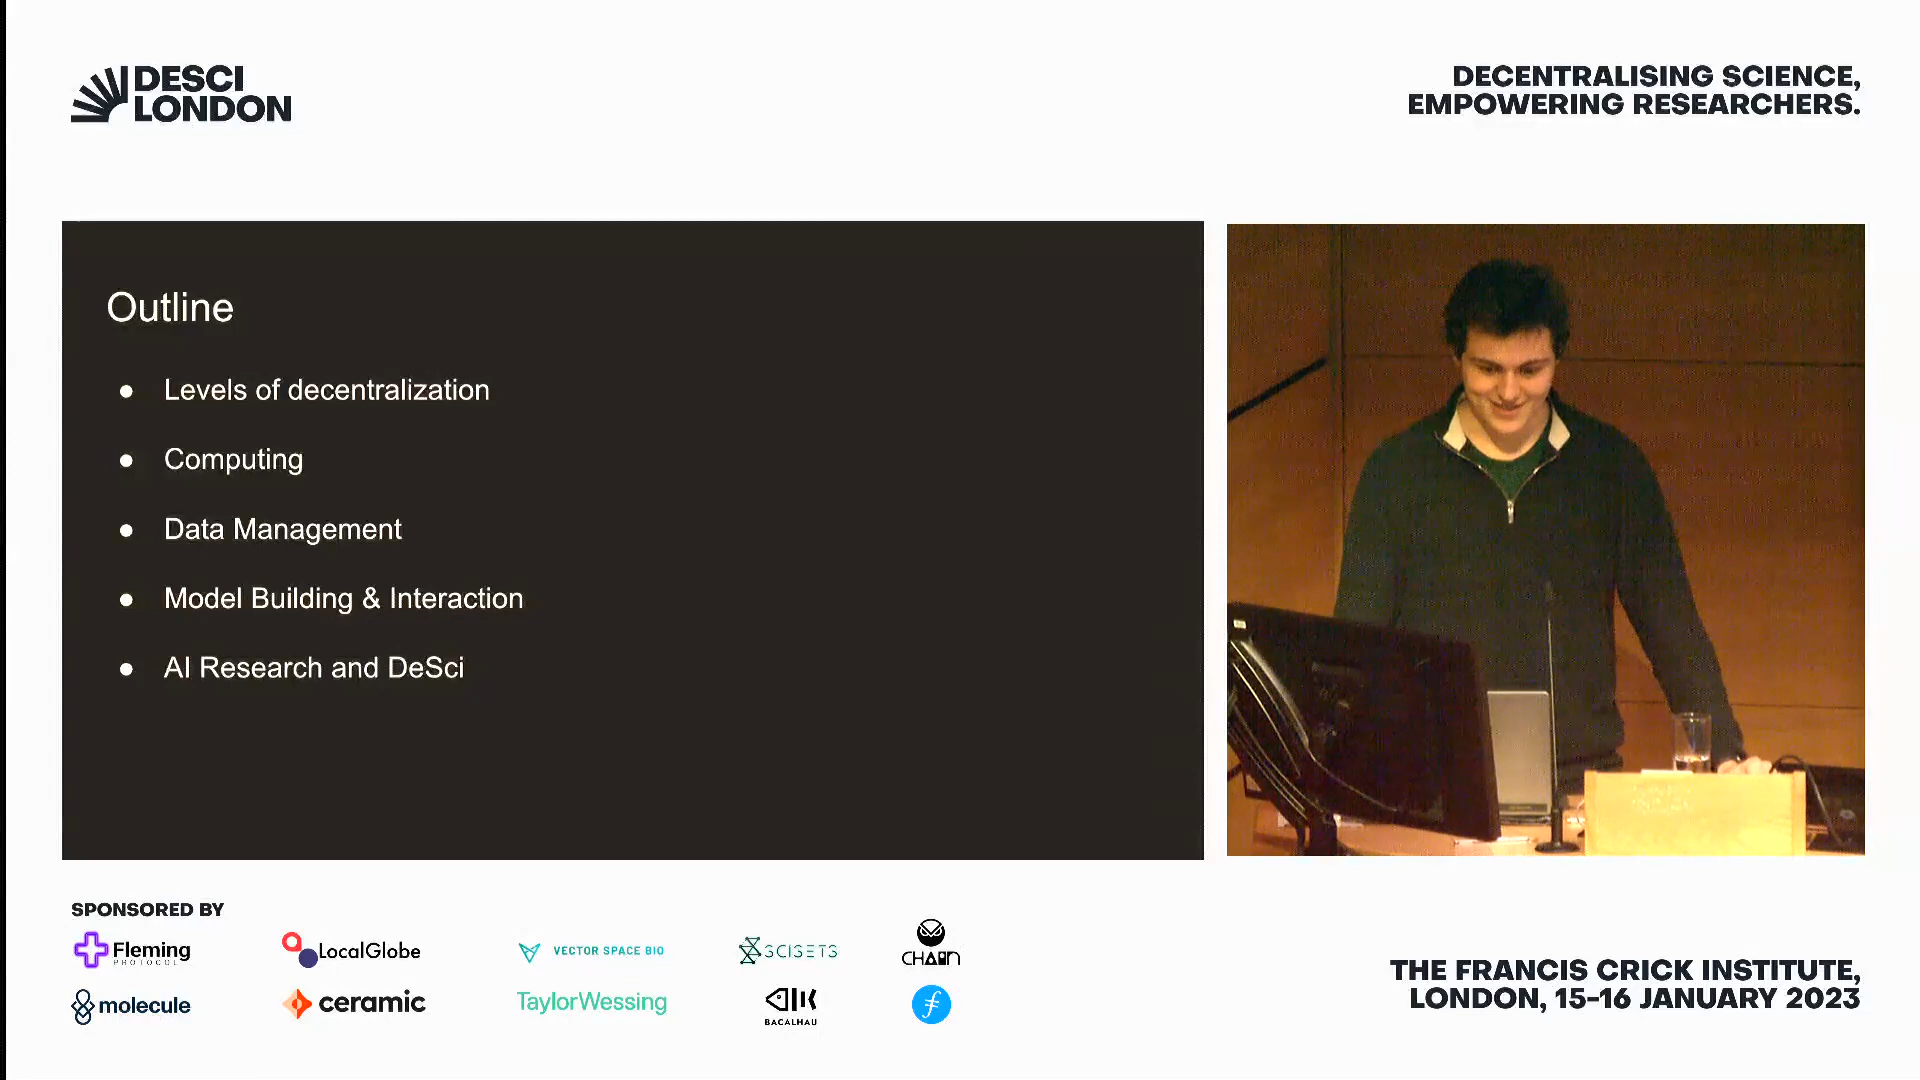 DESCI
LONDON
DECENTRALISING SCIENCE,
EMPOWERING RESEARCHERS.
Outline
● Levels of decentralization
● Computing
● Data Management
● Model Building & Interaction
● AI Research and DeSci
SPONSORED BY
Fleming
PROTOCOL
LocalGlobe
VECTOR SPACE BIO
SCISETS
CHAIN
molecule
ceramic
TaylorWessing
BACALHAU
THE FRANCIS CRICK INSTITUTE,
LONDON, 15-16 JANUARY 2023